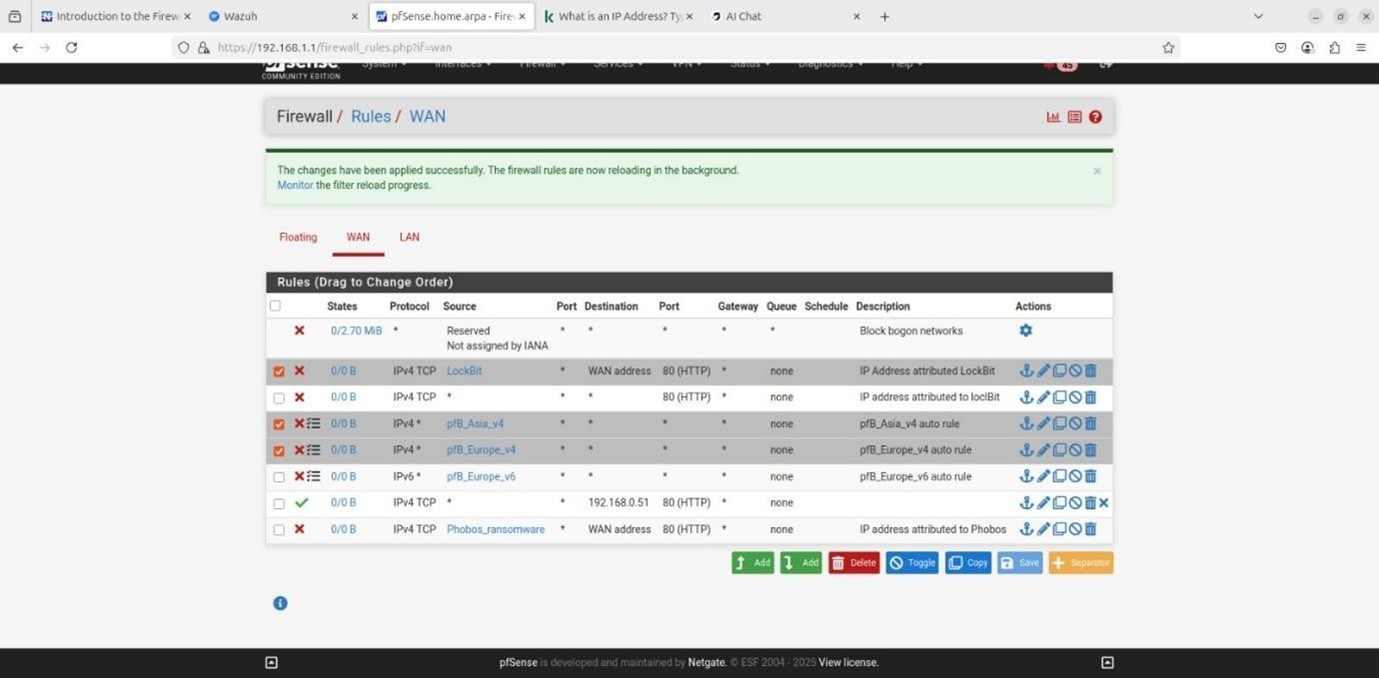 Introduction to the Firew
Wazuh
pfSense.home.arpa - Firew
What is an IP Address? Ty
AI Chat
https://192.168.1.1/firewall_rules.php?if=wan
COMMUNITY EDITION
System Interfaces Firewall Services VPN Status Diagnostics Help 45
Firewall / Rules / WAN
The changes have been applied successfully. The firewall rules are now reloading in the background.
Monitor the filter reload progress.
Floating WAN LAN
Rules (Drag to Change Order)
States Protocol Source Port Destination Port Gateway Queue Schedule Description Actions
0/2.70 MiB * Reserved * * * * * Block bogon networks
Not assigned by IANA
0/0 B IPv4 TCP LockBit * WAN address 80 (HTTP) * none IP Address attributed LockBit
0/0 B IPv4 TCP * * * 80 (HTTP) * none IP address attributed to loclBit
0/0 B IPv4 * pfB_Asia_v4 * * * * none pfB_Asia_v4 auto rule
0/0 B IPv4 * pfB_Europe_v4 * * * * none pfB_Europe_v4 auto rule
0/0 B IPv6 * pfB_Europe_v6 * * * * none pfB_Europe_v6 auto rule
0/0 B IPv4 TCP * * 192.168.0.51 80 (HTTP) * none
0/0 B IPv4 TCP Phobos_ransomware * WAN address 80 (HTTP) * none IP address attributed to Phobos
Add Add Delete Toggle Copy Save Separator
pfSense is developed and maintained by Netgate. © ESF 2004 - 2025 View license.